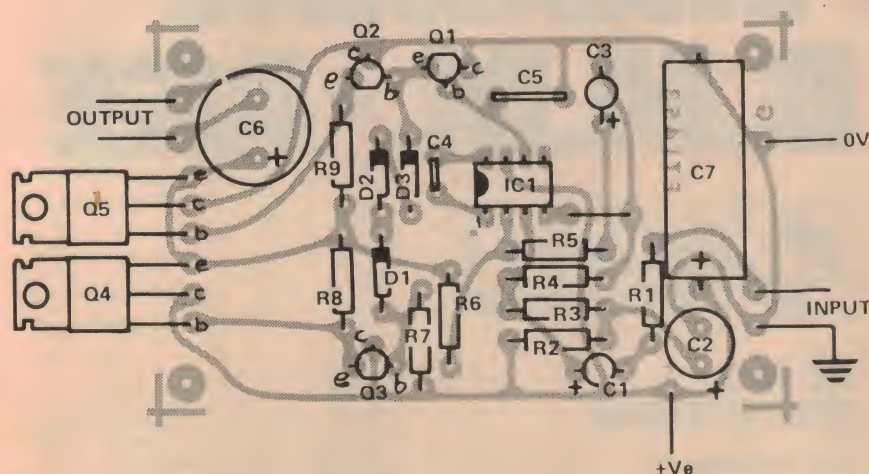 Q2
Q1
c
e
b
e
c
b
C3
C5
+
OUTPUT
C6
+
R9
D2
D3
C4
IC1
C7
0V
e
c
b
Q5
e
c
b
Q4
R8
D1
R7
R6
R5
R4
R3
R2
R1
+
INPUT
C2
+
c
e
b
Q3
+
C1
+Ve